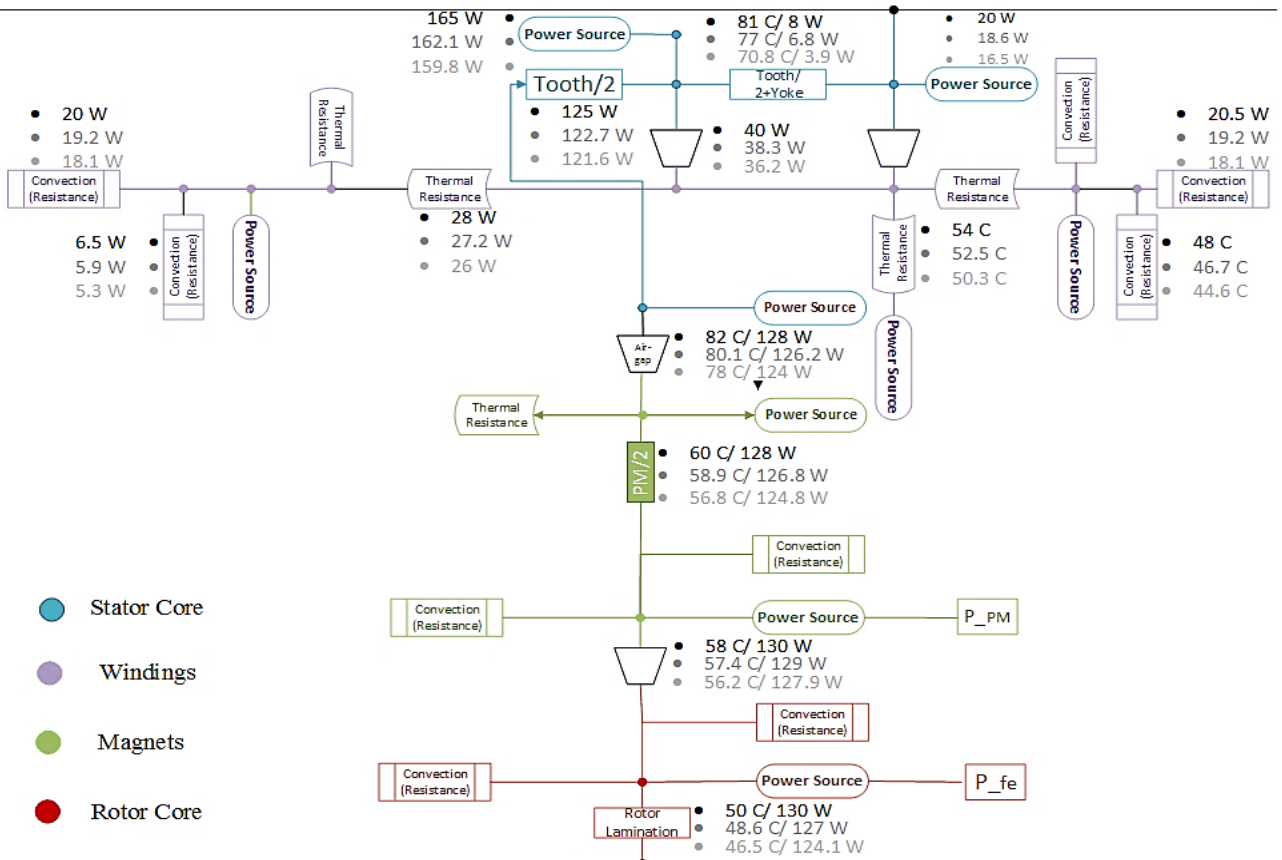 165 W
162.1 W
159.8 W
Power Source
81 C/ 8 W
77 C/ 6.8 W
70.8 C/ 3.9 W
20 W
18.6 W
16.5 W
Tooth/2
Tooth/
2+Yoke
Power Source
125 W
122.7 W
121.6 W
40 W
38.3 W
36.2 W
20 W
19.2 W
18.1 W
Thermal
Resistance
Convection
(Resistance)
20.5 W
19.2 W
18.1 W
Convection
(Resistance)
Thermal
Resistance
Thermal
Resistance
Convection
(Resistance)
28 W
27.2 W
26 W
6.5 W
5.9 W
5.3 W
Convection
(Resistance)
Power Source
Thermal
Resistance
54 C
52.5 C
50.3 C
Power Source
Convection
(Resistance)
48 C
46.7 C
44.6 C
Power Source
Power Source
Air-
gap
82 C/ 128 W
80.1 C/ 126.2 W
78 C/ 124 W
Thermal
Resistance
Power Source
PM/2
60 C/ 128 W
58.9 C/ 126.8 W
56.8 C/ 124.8 W
Convection
(Resistance)
Convection
(Resistance)
Power Source
P_PM
58 C/ 130 W
57.4 C/ 129 W
56.2 C/ 127.9 W
Convection
(Resistance)
Convection
(Resistance)
Power Source
P_fe
Rotor
Lamination
50 C/ 130 W
48.6 C/ 127 W
46.5 C/ 124.1 W
Stator Core
Windings
Magnets
Rotor Core